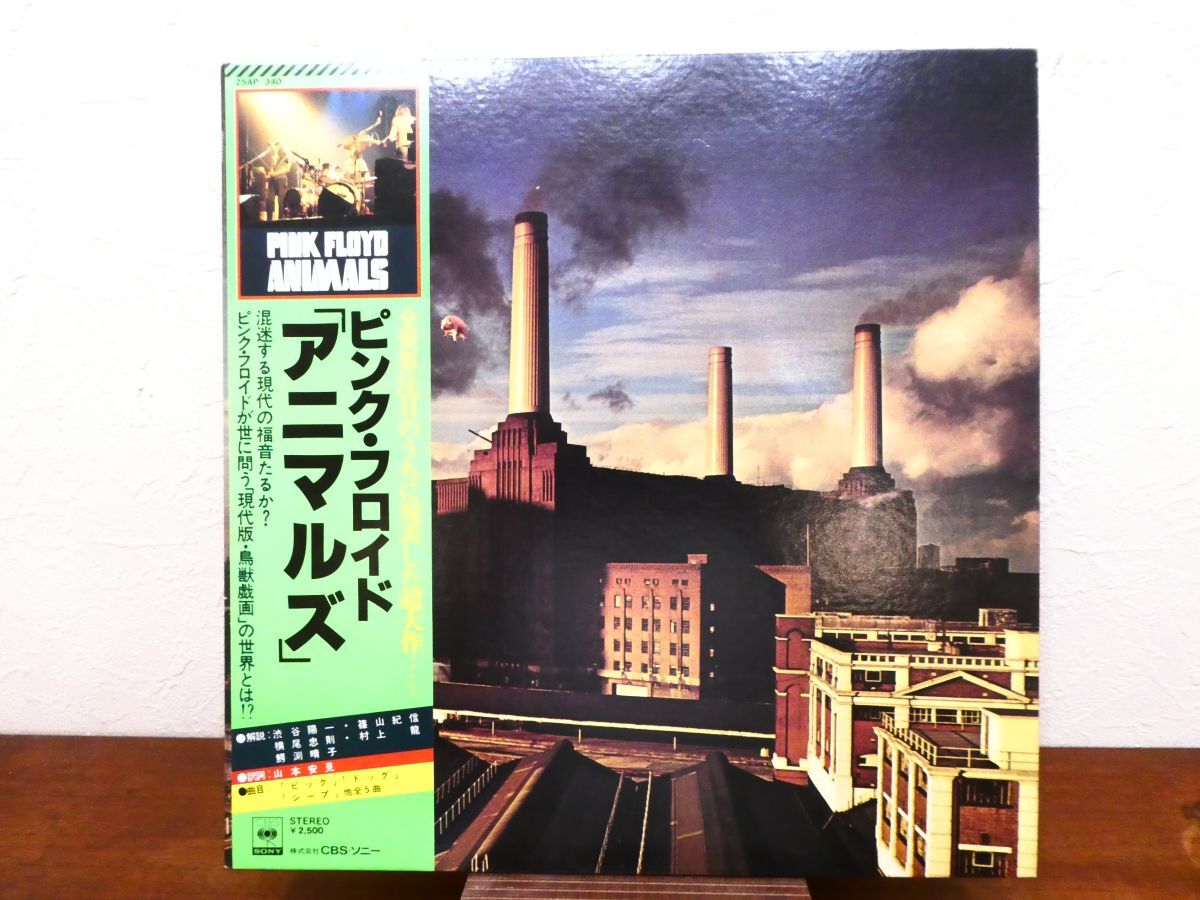 25AP 340
PINK FLOYD
ANIMALS
ピンク・フロイド
「アニマルズ」
混迷する現代の福音たるか?
ピンク・フロイドが世に問う「現代版・鳥獣戯画」の世界とは!?
●解説:渋谷陽一・篠山紀信
横尾忠則・村上龍
鰐淵晴子
●訳詞:山本安見
●曲目:「ピッグ」「ドッグ」
「シープ」他全5曲
CBS
SONY
STEREO
¥2,500
株式会社CBS・ソニー